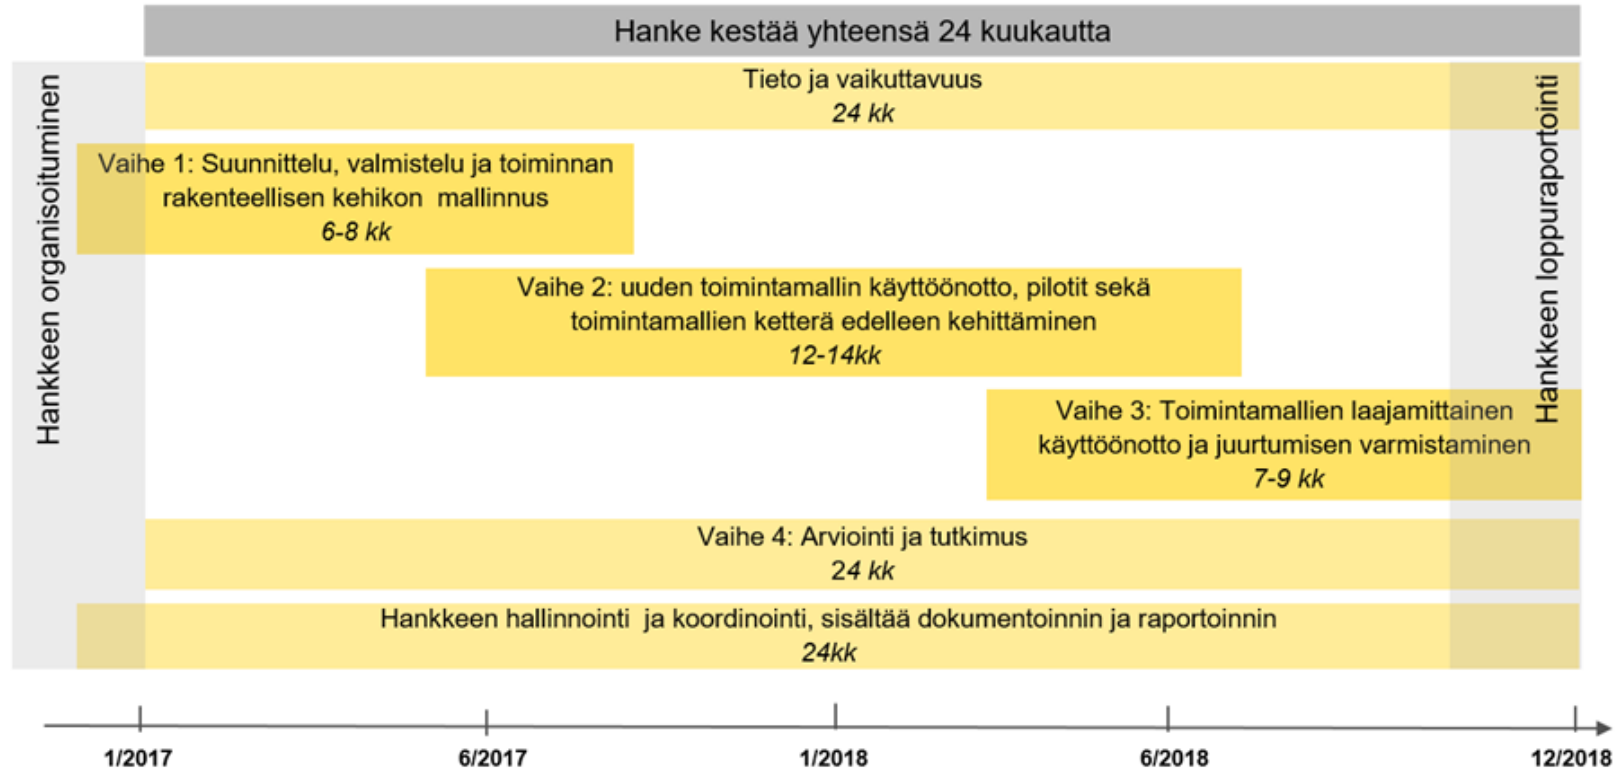 Hanke kestää yhteensä 24 kuukautta
Hankkeen organisoituminen
Tieto ja vaikuttavuus
24 kk
Hankkeen loppuraportointi
Vaihe 1: Suunnittelu, valmistelu ja toiminnan
rakenteellisen kehikon mallinnus
6-8 kk
Vaihe 2: uuden toimintamallin käyttöönotto, pilotit sekä
toimintamallien ketterä edelleen kehittäminen
12-14kk
Vaihe 3: Toimintamallien laajamittainen
käyttöönotto ja juurtumisen varmistaminen
7-9 kk
Vaihe 4: Arviointi ja tutkimus
24 kk
Hankkeen hallinnointi ja koordinointi, sisältää dokumentoinnin ja raportoinnin
24kk
1/2017
6/2017
1/2018
6/2018
12/2018